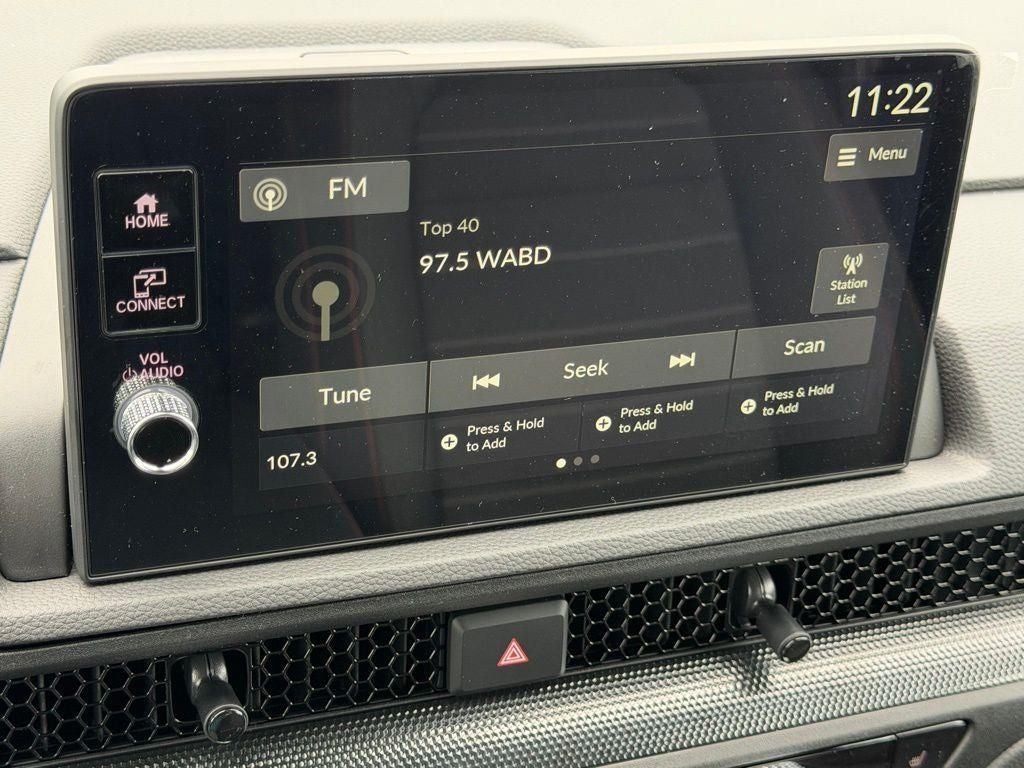 11:22
Menu
HOME
FM
Top 40
97.5 WABD
CONNECT
Station
List
VOL
AUDIO
Tune
Seek
Scan
107.3
Press & Hold
to Add
Press & Hold
to Add
Press & Hold
to Add